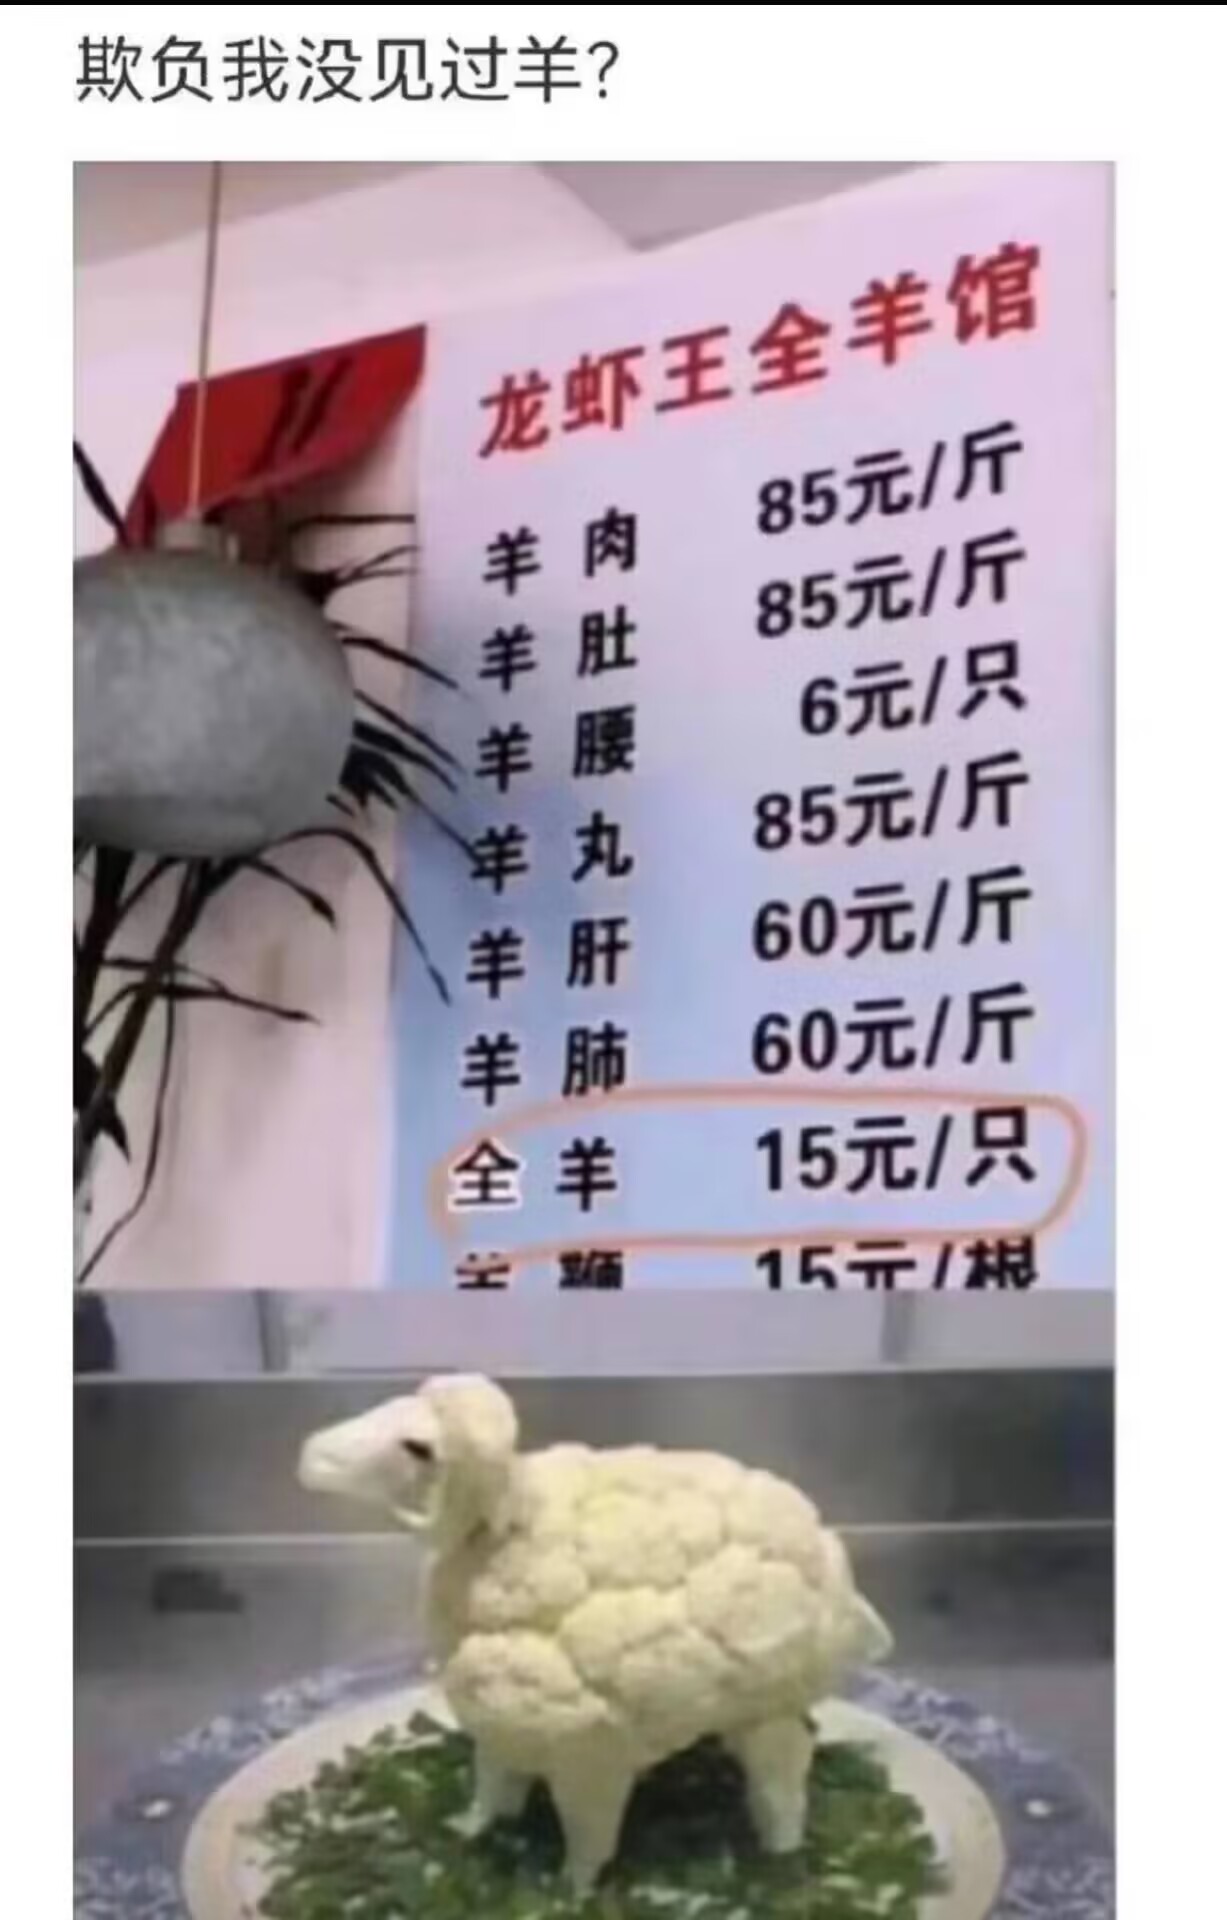 欺负我没见过羊?
龙虾王全羊馆
羊肉 85元/斤
羊肚 85元/斤
羊腰 6元/只
羊丸 85元/斤
羊肝 60元/斤
羊肺 60元/斤
全羊 15元/只
羊鞭 15元/根